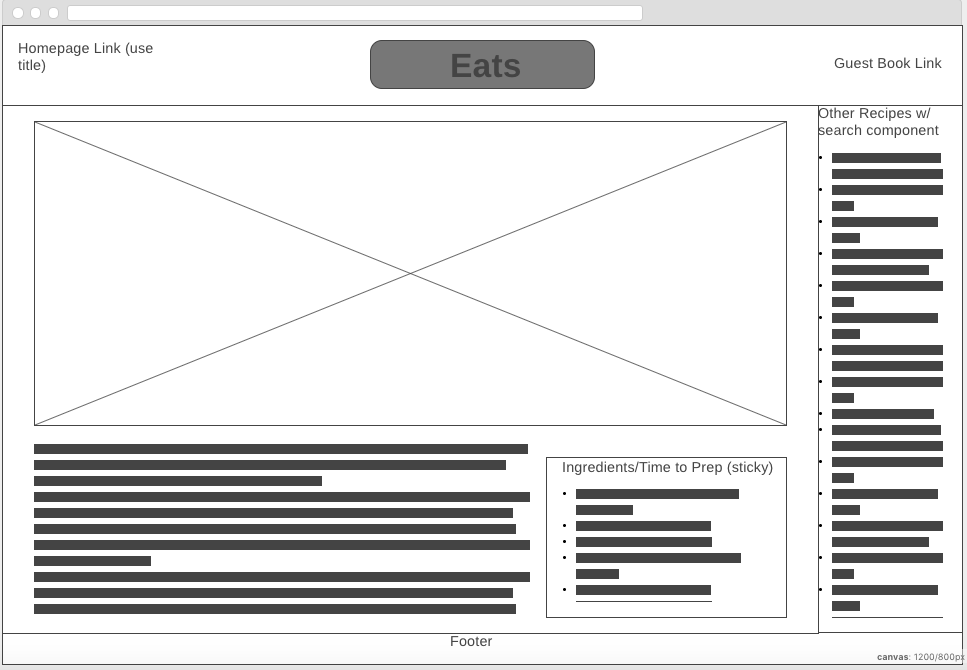 Homepage Link (use
title)
Eats
Guest Book Link
Other Recipes w/
search component
Ingredients/Time to Prep (sticky)
Footer
canvas: 1200/800px